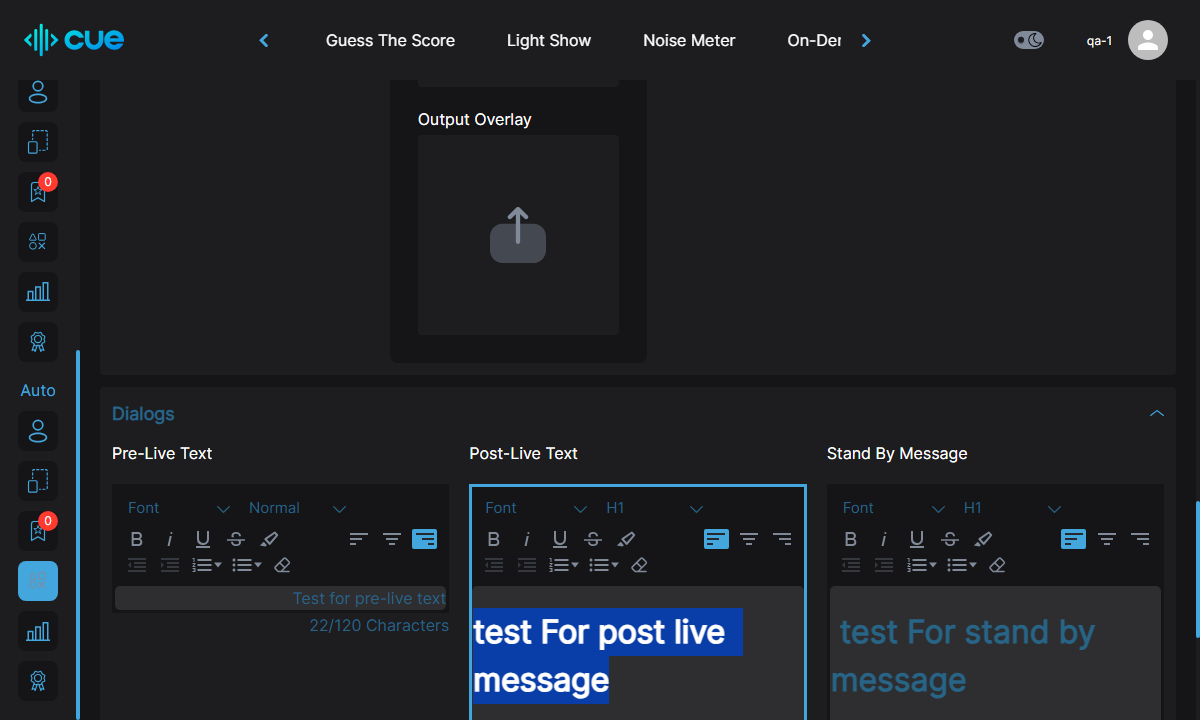 cue
Guess The Score
Light Show
Noise Meter
On-Der
qa-1
0
Auto
0
Output Overlay
Dialogs
Pre-Live Text
Post-Live Text
Stand By Message
Font
Normal
Font
H1
Font
H1
B i U S
B i U S
B i U S
Test for pre-live text
22/120 Characters
test For post live
message
test For stand by
message